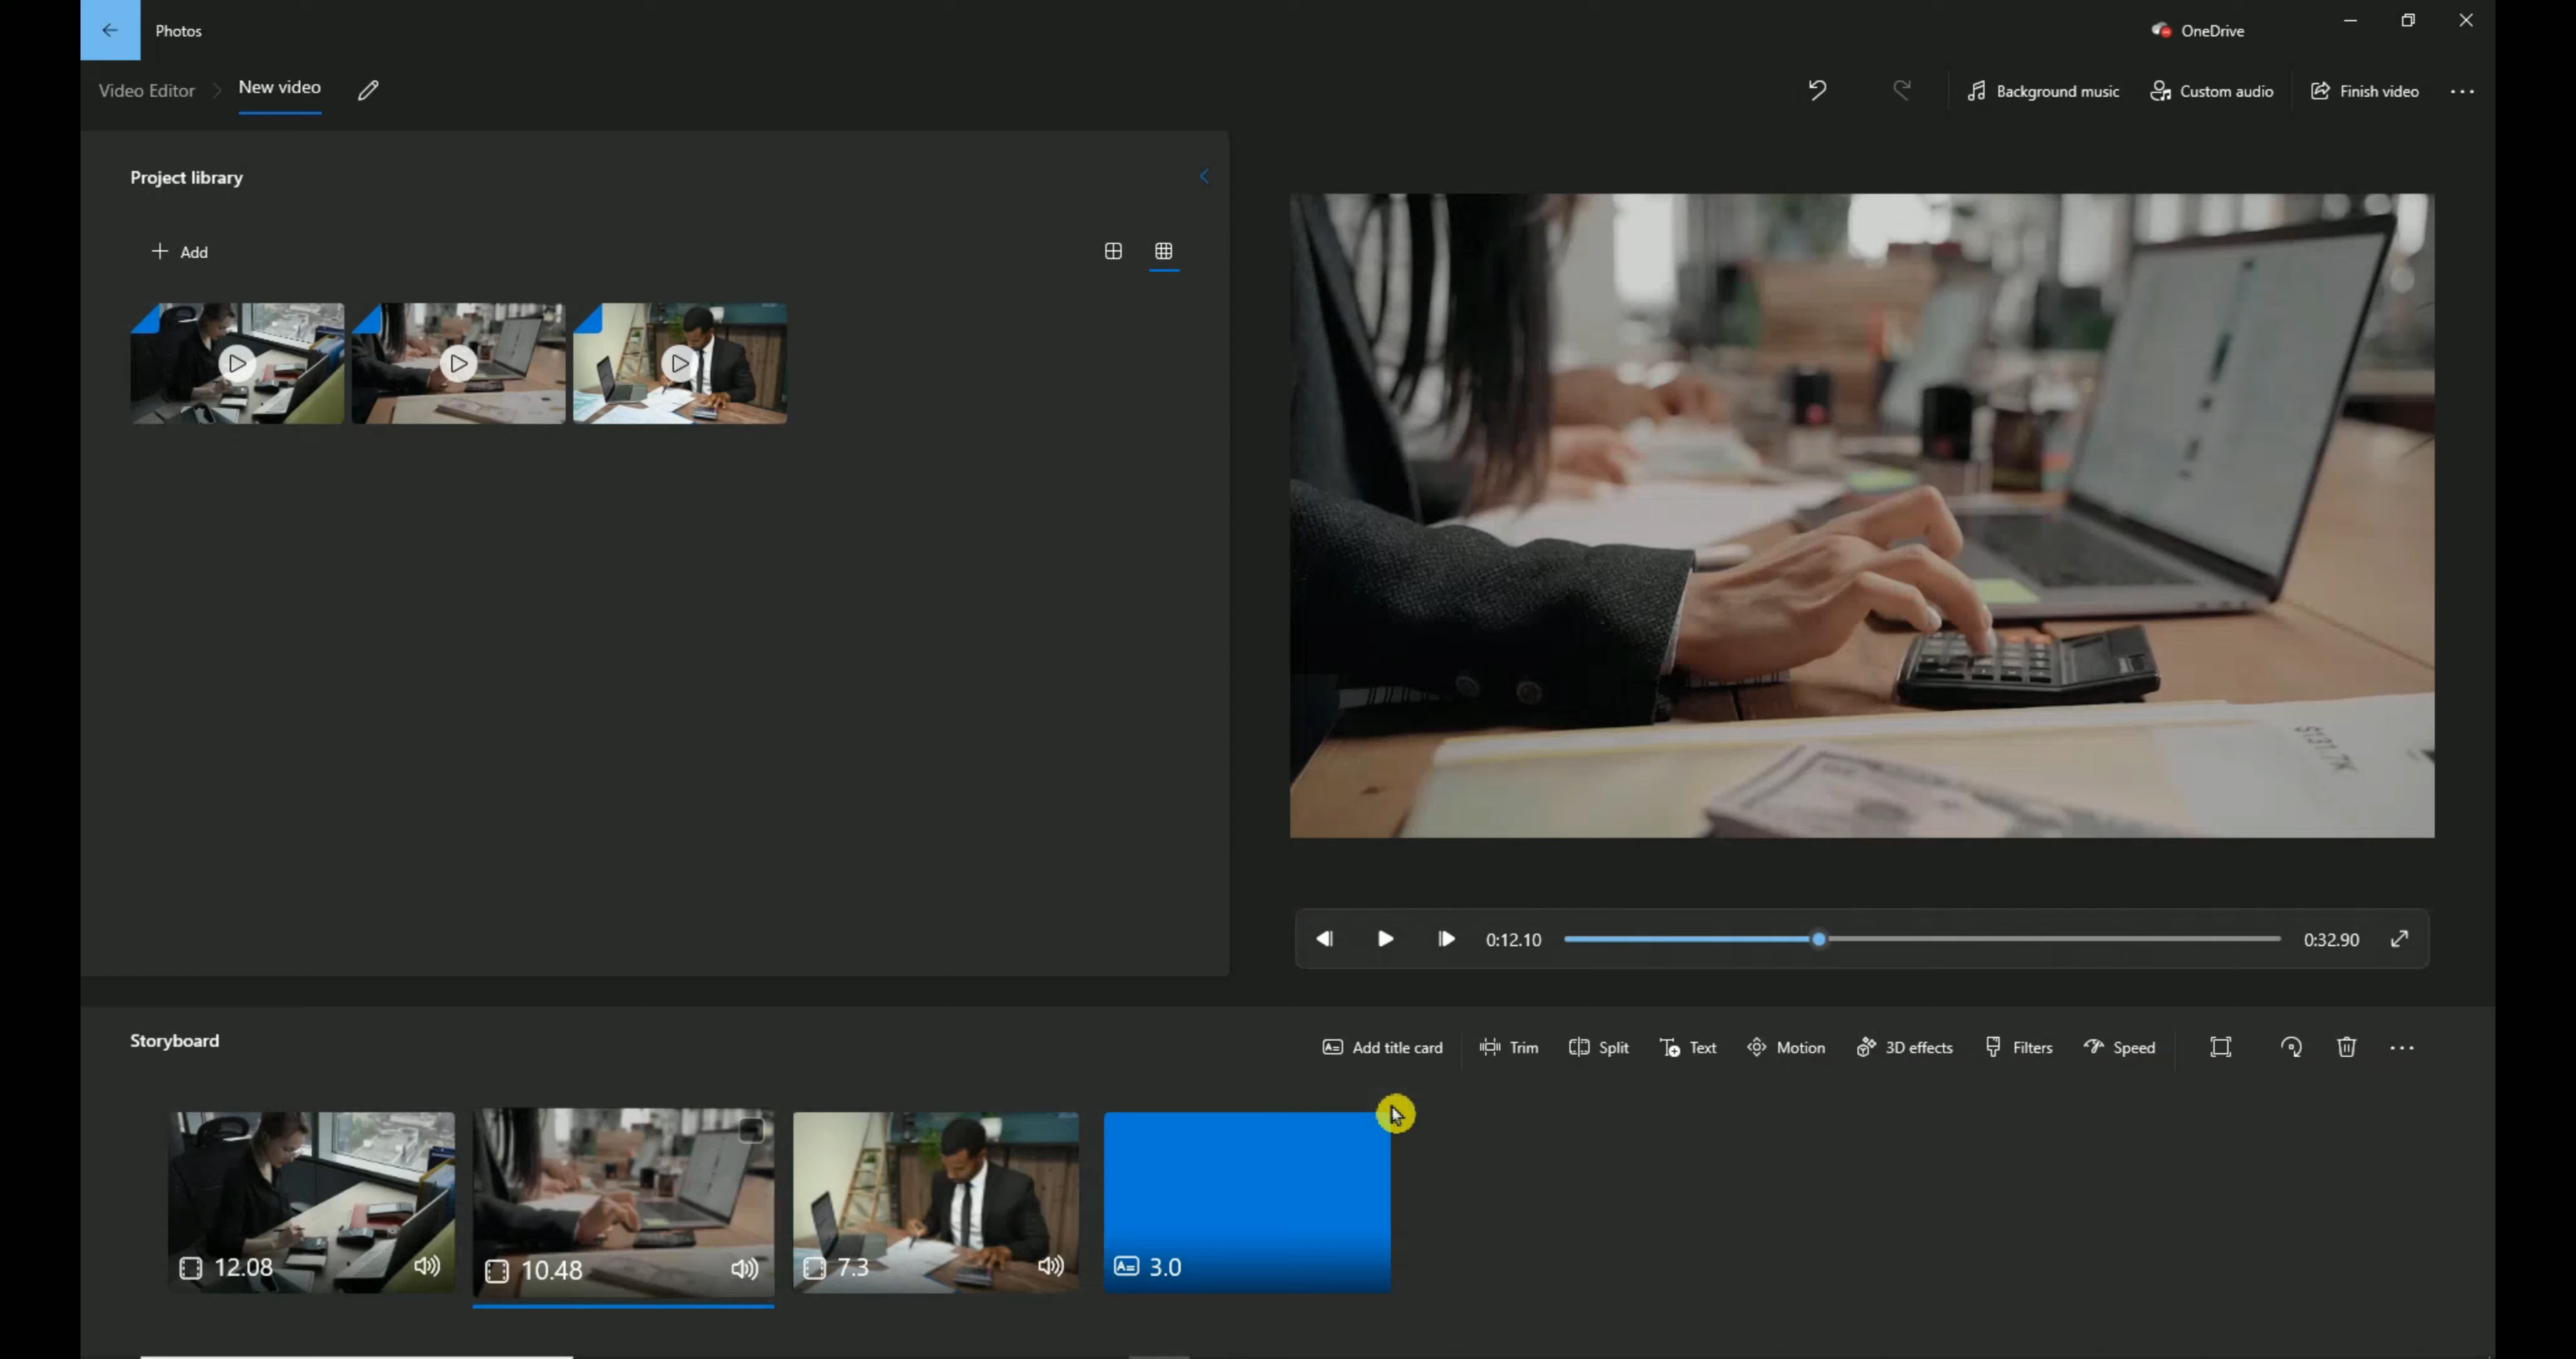 Photos
OneDrive
Video Editor
New video
Background music
Custom audio
Finish video
Project library
Add
$131.7K
0:12.10
0:32.90
Storyboard
Add title card
Trim
Split
Text
Motion
3D effects
Filters
Speed
12.08
10.48
7.3
3.0